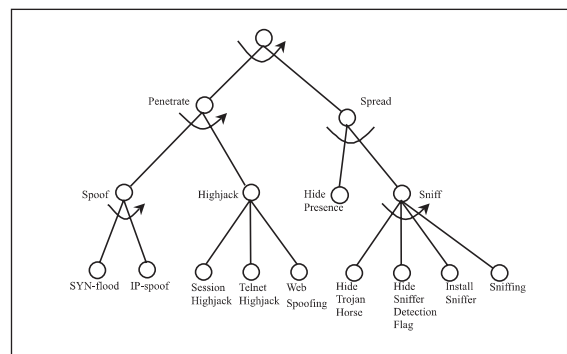 Penetrate
Spread
Spoof
Highjack
Hide
Presence
Sniff
SYN-flood
IP-spoof
Session
Highjack
Telnet
Highjack
Web
Spoofing
Hide
Trojan
Horse
Hide
Sniffer
Detection
Flag
Install
Sniffer
Sniffing